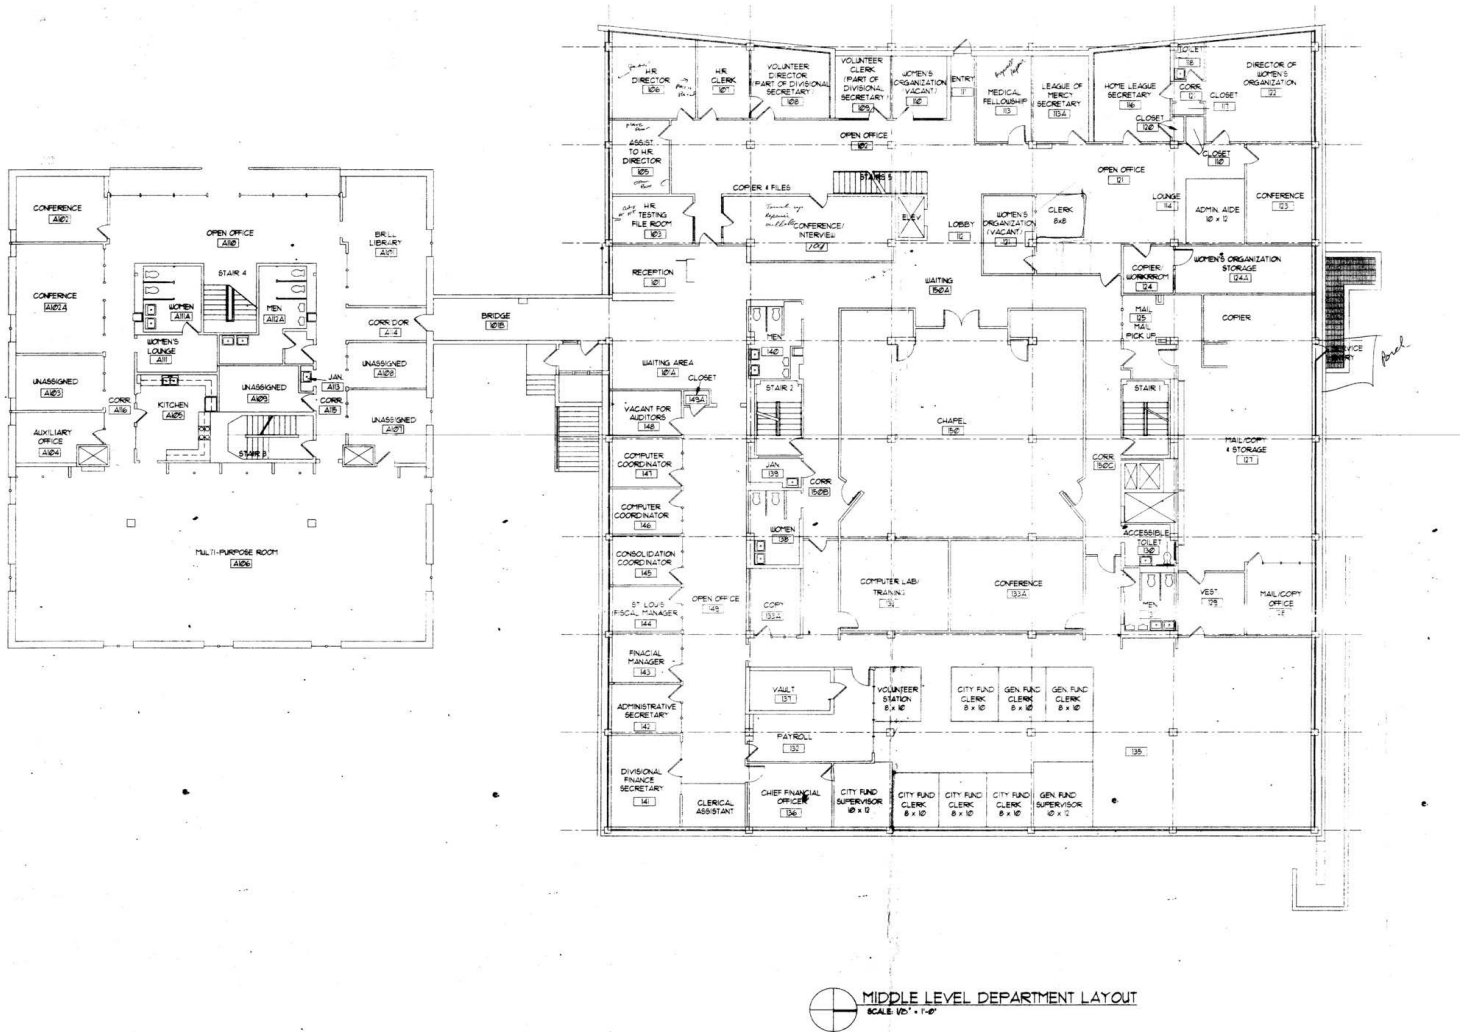 CONFERENCE
A102
OPEN OFFICE
A110
BRILL
LIBRARY
A101
CONFERNCE
A102A
STAIR 4
WOMEN
A111A
MEN
A112A
WOMEN'S
LOUNGE
A111
CORRIDOR
A114
UNASSIGNED
A103
UNASSIGNED
A109
JAN.
A113
UNASSIGNED
A108
CORR
A116
KITCHEN
A105
CORR
A115
UNASSIGNED
A107
AUXILIARY
OFFICE
A104
STAIR 3
MULTI-PURPOSE ROOM
A106
BRIDGE
101B
H.R.
DIRECTOR
106
H.R.
CLERK
107
VOLUNTEER
DIRECTOR
(PART OF DIVISIONAL
SECRETARY)
108
VOLUNTEER
CLERK
(PART OF
DIVISIONAL
SECRETARY)
109
WOMEN'S
ORGANIZATION
(VACANT)
110
ENTRY
MEDICAL
FELLOWSHIP
113
LEAGUE OF
MERCY
SECRETARY
113A
HOME LEAGUE
SECRETARY
116
TOILET
118
CORR.
121
CLOSET
117
DIRECTOR OF
WOMEN'S
ORGANIZATION
122
CLOSET
120
CLOSET
110
ASSIST
TO H.R.
DIRECTOR
105
OPEN OFFICE
102
COPIER & FILES
STAIRS 5
OPEN OFFICE
121
LOUNGE
114
ADMIN. AIDE
10 x 12
CONFERENCE
123
H.R.
TESTING
FILE ROOM
103
CONFERENCE/
INTERVIEW
104
ELEV
LOBBY
112
WOMEN'S
ORGANIZATION
(VACANT)
121
CLERK
8x8
RECEPTION
101
WAITING
150A
COPIER/
WORKRROM
124
WOMEN'S ORGANIZATION
STORAGE
124A
MAIL
125
MAIL
PICK UP
COPIER
SERVICE
Porch
WAITING AREA
101A
MEN
140
CLOSET
149A
STAIR 2
STAIR 1
VACANT FOR
AUDITORS
148
CHAPEL
150
COMPUTER
COORDINATOR
147
JAN.
139
CORR
150B
CORR
150C
MAIL/COPY
& STORAGE
127
COMPUTER
COORDINATOR
146
WOMEN
138
ACCESSIBLE
TOILET
130
CONSOLIDATION
COORDINATOR
145
COMPUTER LAB/
TRAINING
CONFERENCE
133A
ST. LOUIS
(FISCAL MANAGER)
144
OPEN OFFICE
149
COPY
133A
MEN
VEST
129
MAIL/COPY
OFFICE
FINACIAL
MANAGER
143
VAULT
137
VOLUNTEER
STATION
8 x 10
CITY FUND
CLERK
8 x 10
GEN. FUND
CLERK
8 x 10
GEN. FUND
CLERK
8 x 10
ADMINISTRATIVE
SECRETARY
142
PAYROLL
132
135
DIVISIONAL
FINANCE
SECRETARY
141
CLERICAL
ASSISTANT
CHIEF FINANCIAL
OFFICER
136
CITY FUND
SUPERVISOR
10 x 12
CITY FUND
CLERK
8 x 10
CITY FUND
CLERK
8 x 10
CITY FUND
CLERK
8 x 10
GEN. FUND
SUPERVISOR
10 x 12
MIDDLE LEVEL DEPARTMENT LAYOUT
SCALE: 1/8" = 1'-0"